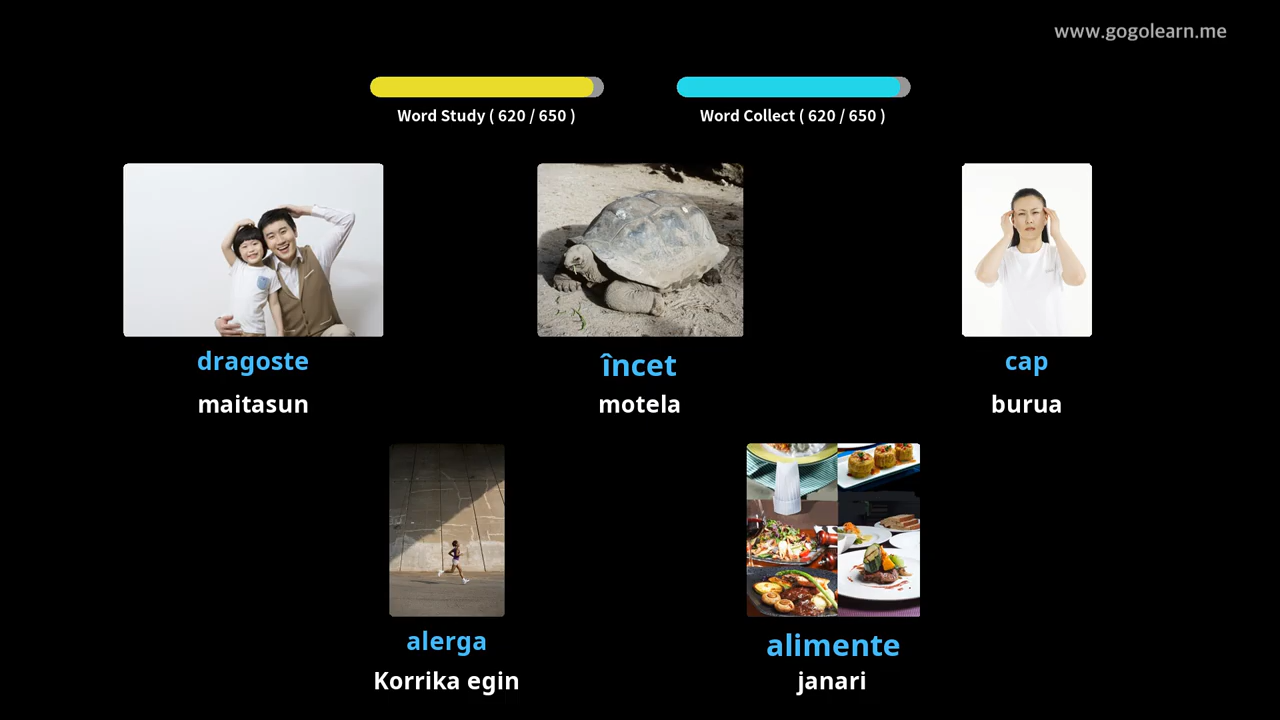 www.gogolearn.me
Word Study ( 620 / 650 )
Word Collect ( 620 / 650 )
dragoste
maitasun
încet
motela
cap
burua
alerga
Korrika egin
alimente
janari